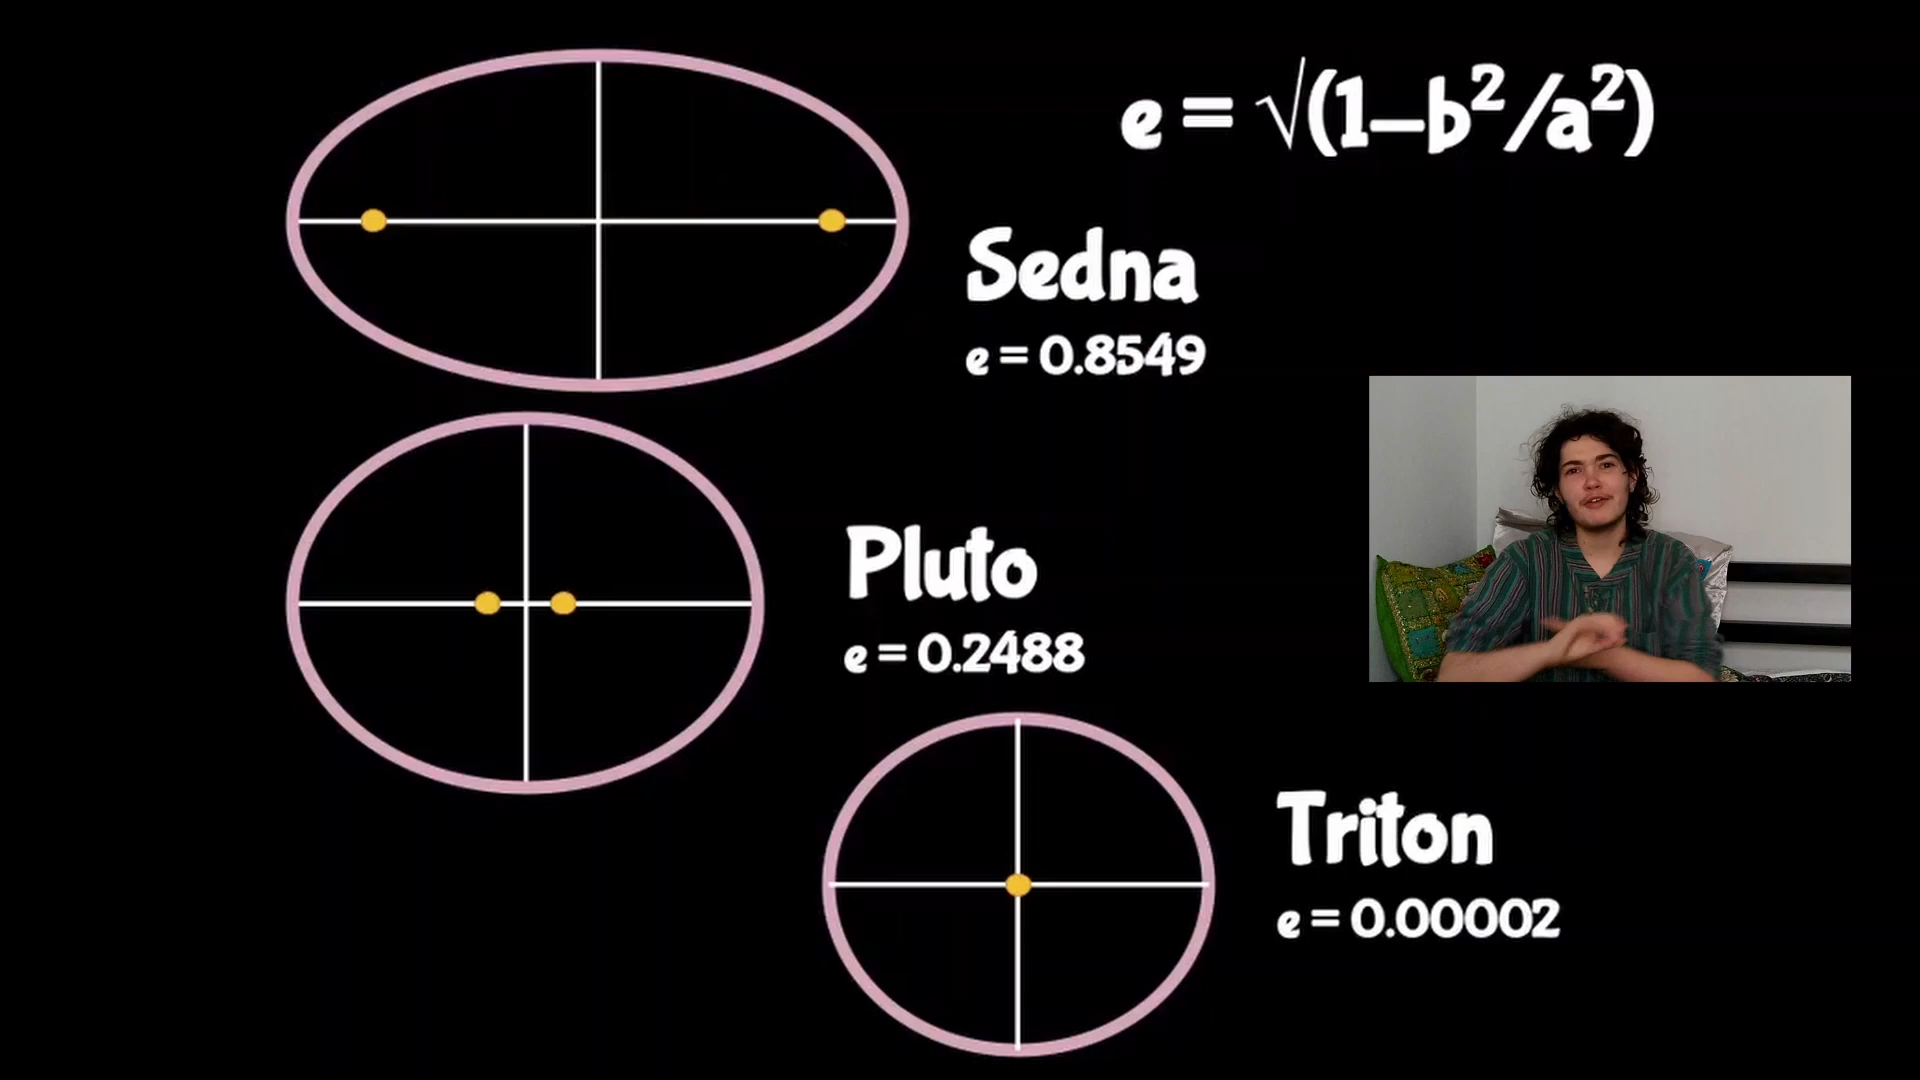 e = √(1–b²/a²)
Sedna
e = 0.8549
Pluto
e = 0.2488
Triton
e = 0.00002